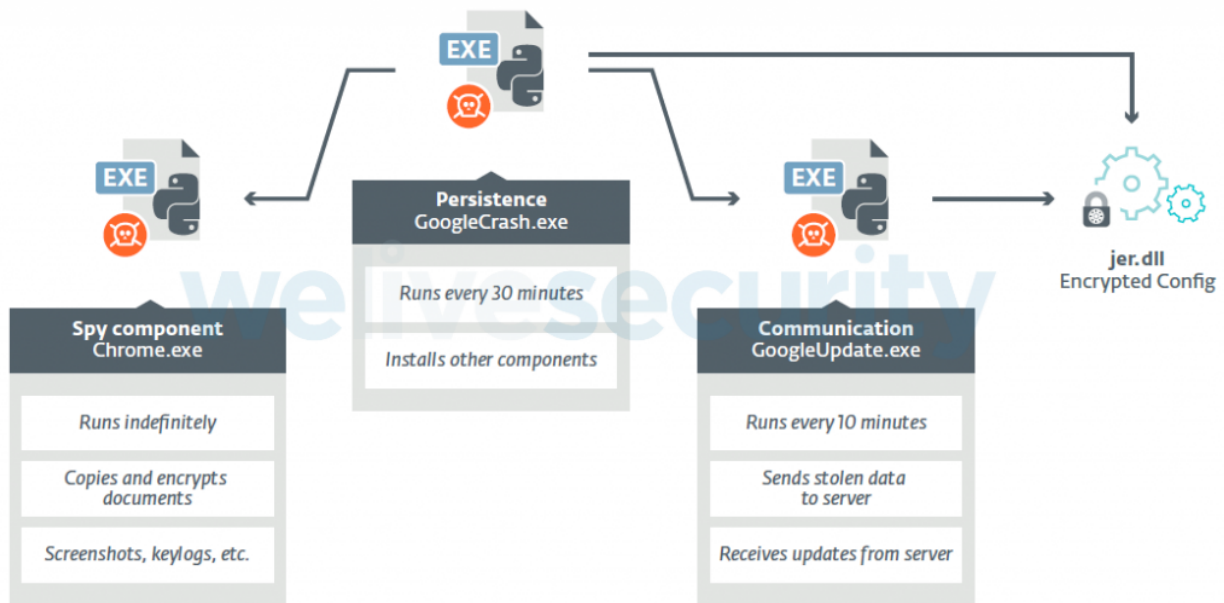 EXE
EXE
EXE
Persistence
GoogleCrash.exe
Runs every 30 minutes
Installs other components
jer.dll
Encrypted Config
welivesecurity
Spy component
Chrome.exe
Runs indefinitely
Copies and encrypts
documents
Screenshots, keylogs, etc.
Communication
GoogleUpdate.exe
Runs every 10 minutes
Sends stolen data
to server
Receives updates from server